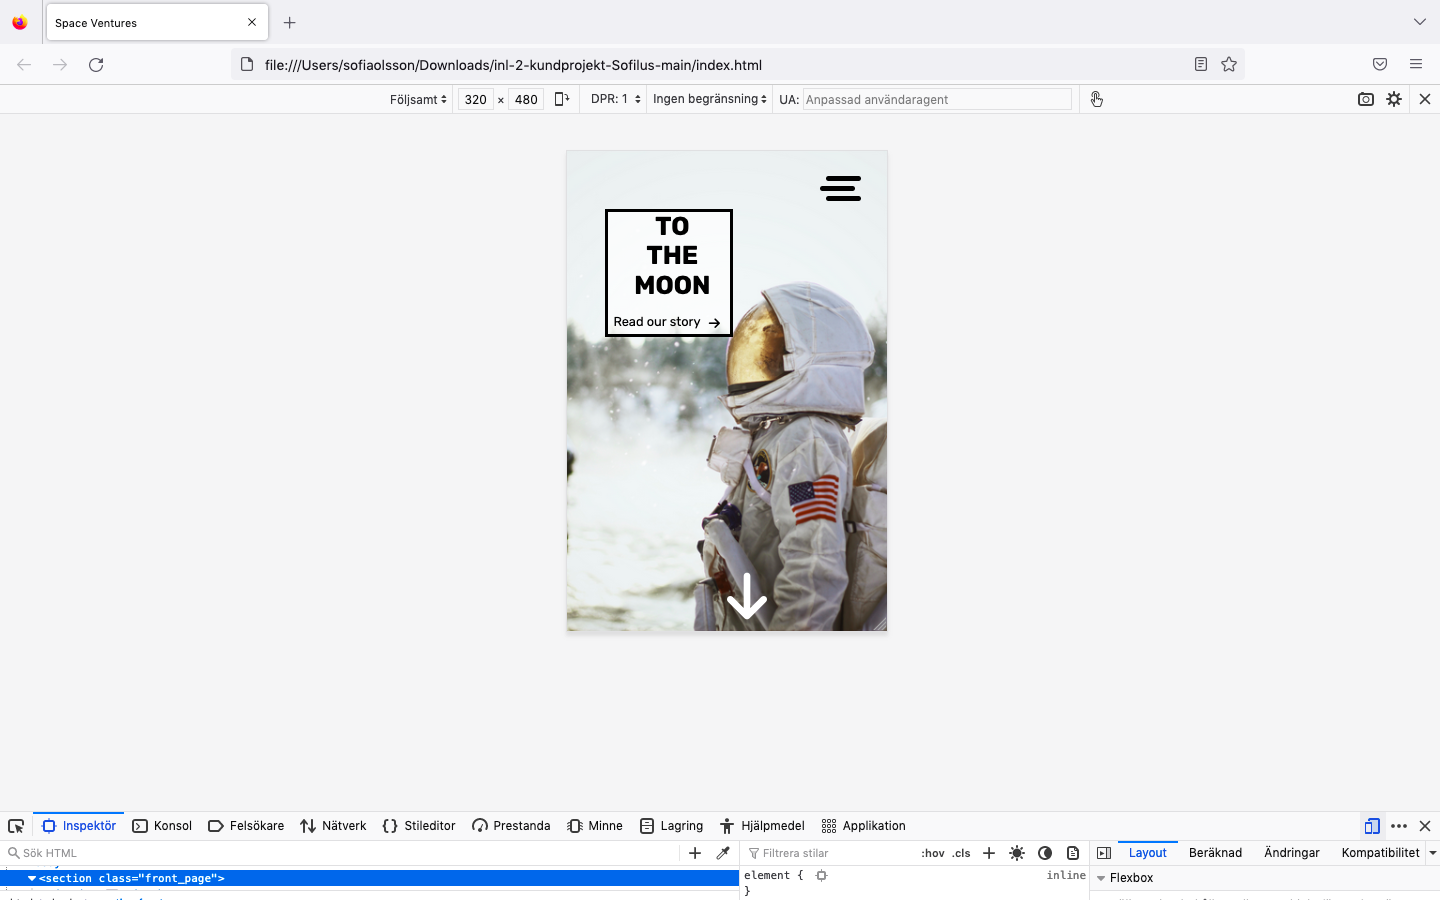 Space Ventures
file:///Users/sofiaolsson/Downloads/inl-2-kundprojekt-Sofilus-main/index.html
Följsamt 320 × 480 DPR: 1 Ingen begränsning UA: Anpassad användaragent
TO
THE
MOON
Read our story
Inspektör Konsol Felsökare Nätverk Stileditor Prestanda Minne Lagring Hjälpmedel Applikation
Sök HTML
Filtrera stilar :hov .cls
Layout Beräknad Ändringar Kompatibilitet
<section class="front_page">
element { inline
}
Flexbox